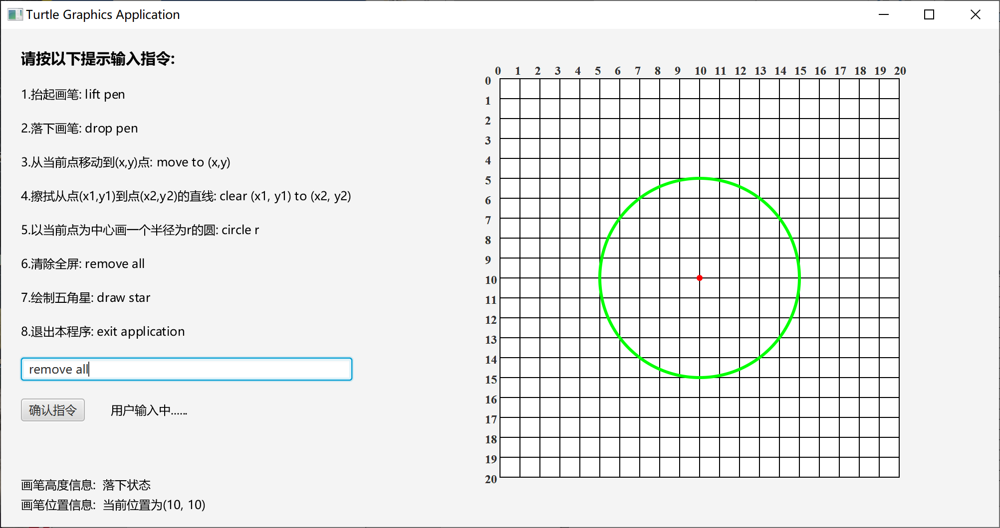 Turtle Graphics Application
请按以下提示输入指令:
1.抬起画笔: lift pen
2.落下画笔: drop pen
3.从当前点移动到(x,y)点: move to (x,y)
4.擦拭从点(x1,y1)到点(x2,y2)的直线: clear (x1, y1) to (x2, y2)
5.以当前点为中心画一个半径为r的圆: circle r
6.清除全屏: remove all
7.绘制五角星: draw star
8.退出本程序: exit application
remove all
确认指令 用户输入中......
画笔高度信息: 落下状态
画笔位置信息: 当前位置为(10, 10)
0 1 2 3 4 5 6 7 8 9 10 11 12 13 14 15 16 17 18 19 20
0
1
2
3
4
5
6
7
8
9
10
11
12
13
14
15
16
17
18
19
20